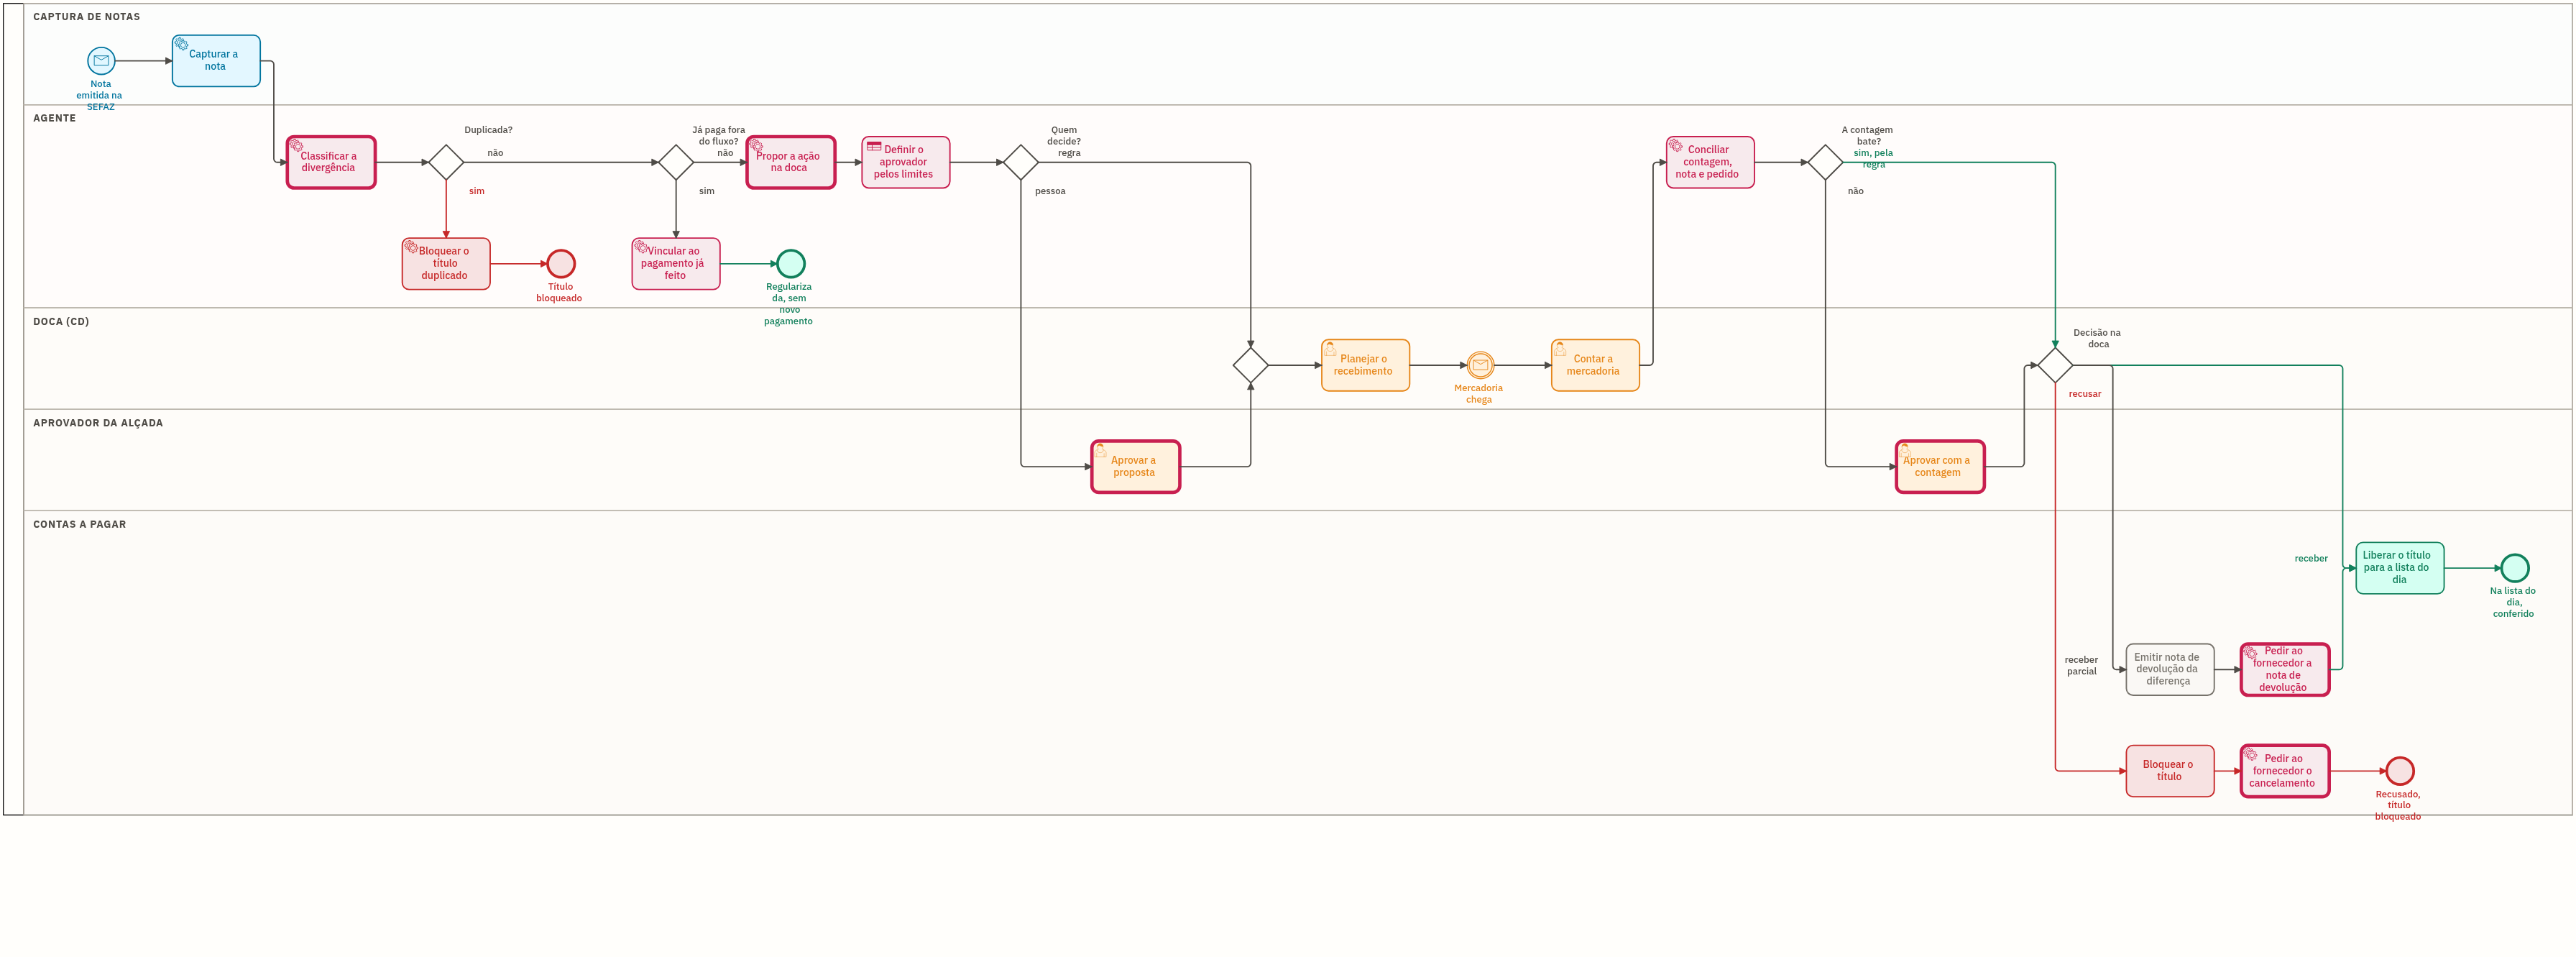 CAPTURA DE NOTAS
Nota
emitida na
SEFAZ
Capturar a
nota
AGENTE
Classificar a
divergência
Duplicada?
não
sim
Bloquear o
título
duplicado
Título
bloqueado
Já paga fora
do fluxo?
não
sim
Vincular ao
pagamento já
feito
Regulariza
da, sem
novo
pagamento
Propor a ação
na doca
Definir o
aprovador
pelos limites
Quem
decide?
regra
pessoa
Conciliar
contagem,
nota e pedido
A contagem
bate?
sim, pela
regra
não
DOCA (CD)
Planejar o
recebimento
Mercadoria
chega
Contar a
mercadoria
Decisão na
doca
recusar
APROVADOR DA ALÇADA
Aprovar a
proposta
Aprovar com a
contagem
CONTAS A PAGAR
receber
Liberar o título
para a lista do
dia
Na lista do
dia,
conferido
receber
parcial
Emitir nota de
devolução da
diferença
Pedir ao
fornecedor a
nota de
devolução
Bloquear o
título
Pedir ao
fornecedor o
cancelamento
Recusado,
título
bloqueado